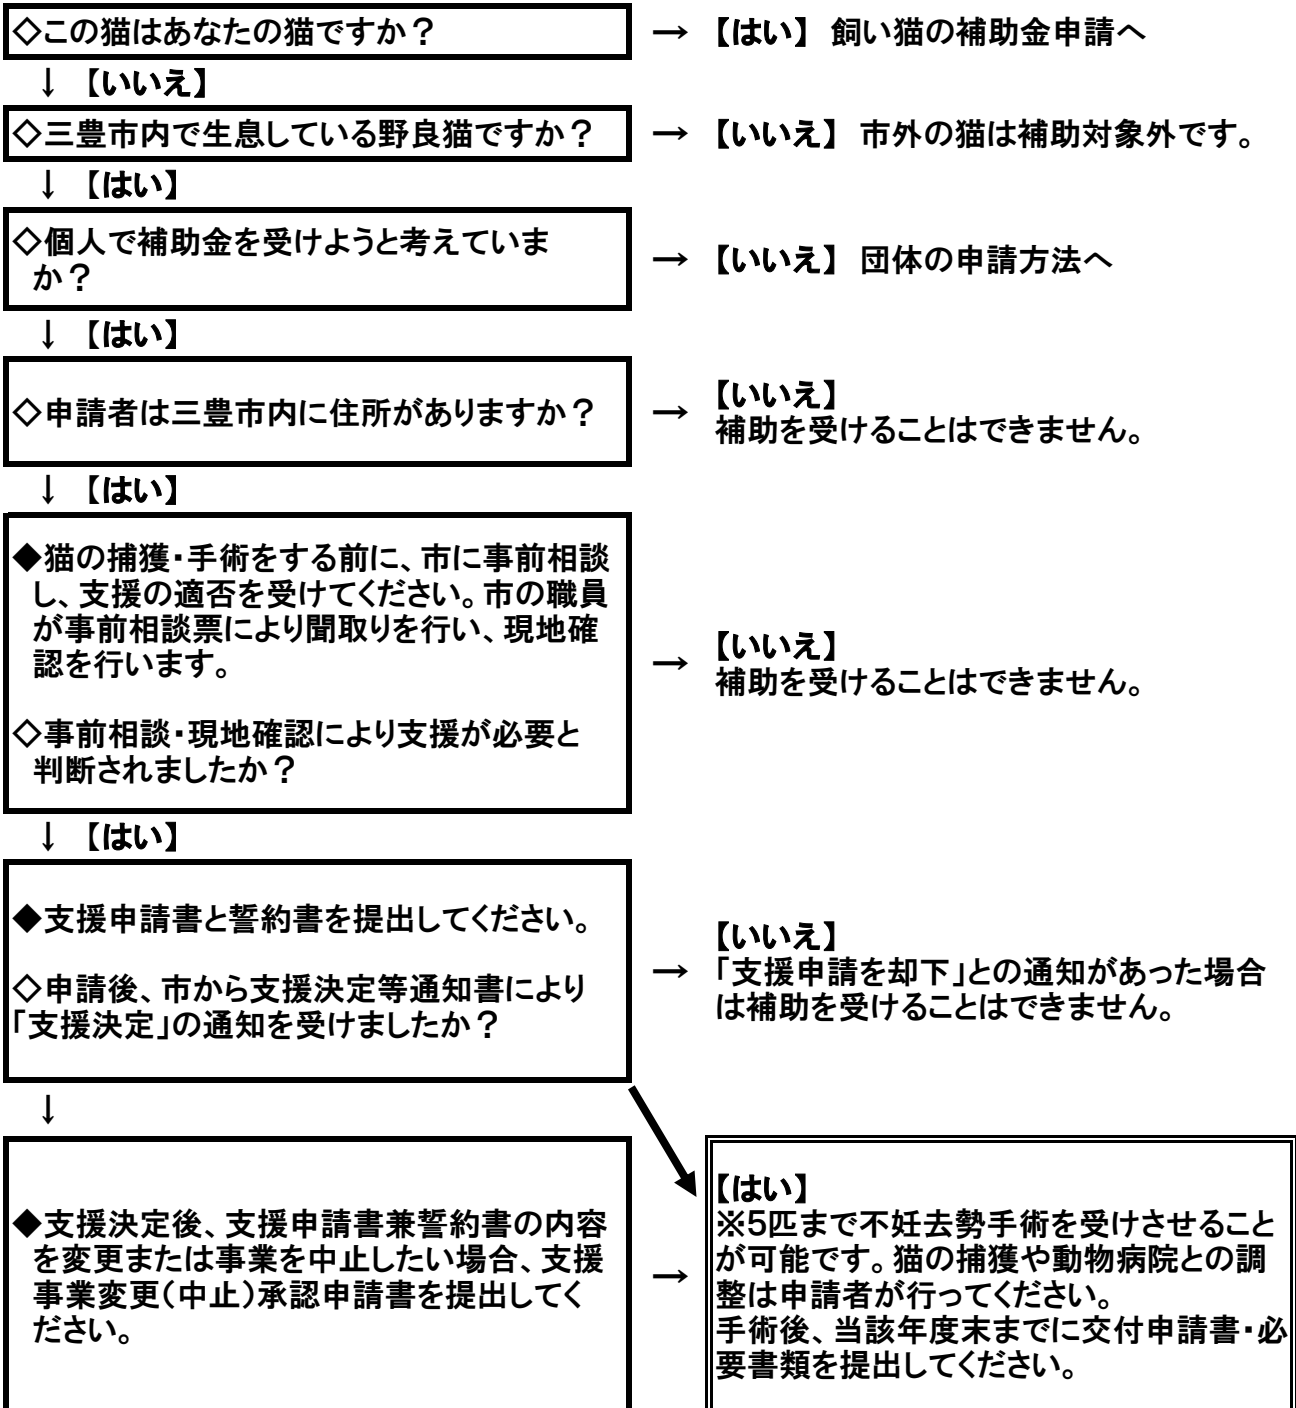 ◇この猫はあなたの猫ですか？
→ 【はい】 飼い猫の補助金申請へ
↓ 【いいえ】
◇三豊市内で生息している野良猫ですか？
→ 【いいえ】 市外の猫は補助対象外です。
↓ 【はい】
◇個人で補助金を受けようと考えていま
か？
→ 【いいえ】 団体の申請方法へ
↓ 【はい】
◇申請者は三豊市内に住所がありますか？
→ 【いいえ】
補助を受けることはできません。
↓ 【はい】
◆猫の捕獲・手術をする前に、市に事前相談
し、支援の適否を受けてください。市の職員
が事前相談票により聞取りを行い、現地確
認を行います。
◇事前相談・現地確認により支援が必要と
判断されましたか？
→ 【いいえ】
補助を受けることはできません。
↓ 【はい】
◆支援申請書と誓約書を提出してください。
◇申請後、市から支援決定等通知書により
「支援決定」の通知を受けましたか？
【いいえ】
→ 「支援申請を却下」との通知があった場合
は補助を受けることはできません。
↓
◆支援決定後、支援申請書兼誓約書の内容
を変更または事業を中止したい場合、支援
事業変更（中止）承認申請書を提出してく
ださい。
→
【はい】
※5匹まで不妊去勢手術を受けさせること
が可能です。猫の捕獲や動物病院との調
整は申請者が行ってください。
手術後、当該年度末までに交付申請書・必
要書類を提出してください。